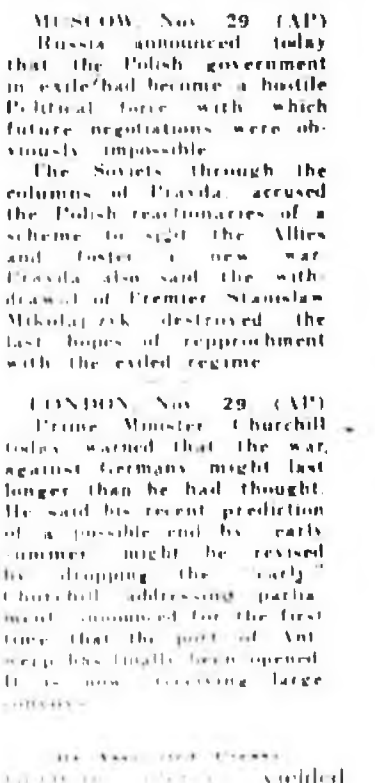 MOSCOW, Nov. 29 (AP)
Russia announced today
that the Polish government
in exile had become a hostile
Political force with which
future negotiations were ob-
viously impossible
The Soviets through the
columns of Pravda, accused
the Polish reactionaries of a
scheme to split the Allies
and foster a new war
Pravda also said the with-
drawal of Premier Stanislaw
Mikolajczyk destroyed the
last hopes of repprochment
with the exiled regime
LONDON, Nov. 29 (AP)
Prime Minister Churchill
today warned that the war,
against Germany might last
longer than he had thought.
He said his recent prediction
of a possible end by early
summer might be revised
by dropping the "early"
Churchill addressing parlia-
ment announced for the first
time that the port of Ant-
werp has finally been opened
It is now receiving large
convoys
By Associated Press
yielded